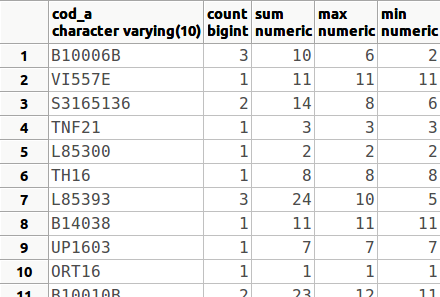 cod_a count sum max min
character varying(10) bigint numeric numeric numeric
1 B10006B 3 10 6 2
2 VI557E 1 11 11 11
3 S3165136 2 14 8 6
4 TNF21 1 3 3 3
5 L85300 1 2 2 2
6 TH16 1 8 8 8
7 L85393 3 24 10 5
8 B14038 1 11 11 11
9 UP1603 1 7 7 7
10 ORT16 1 1 1 1
11 B10010B 2 23 12 11